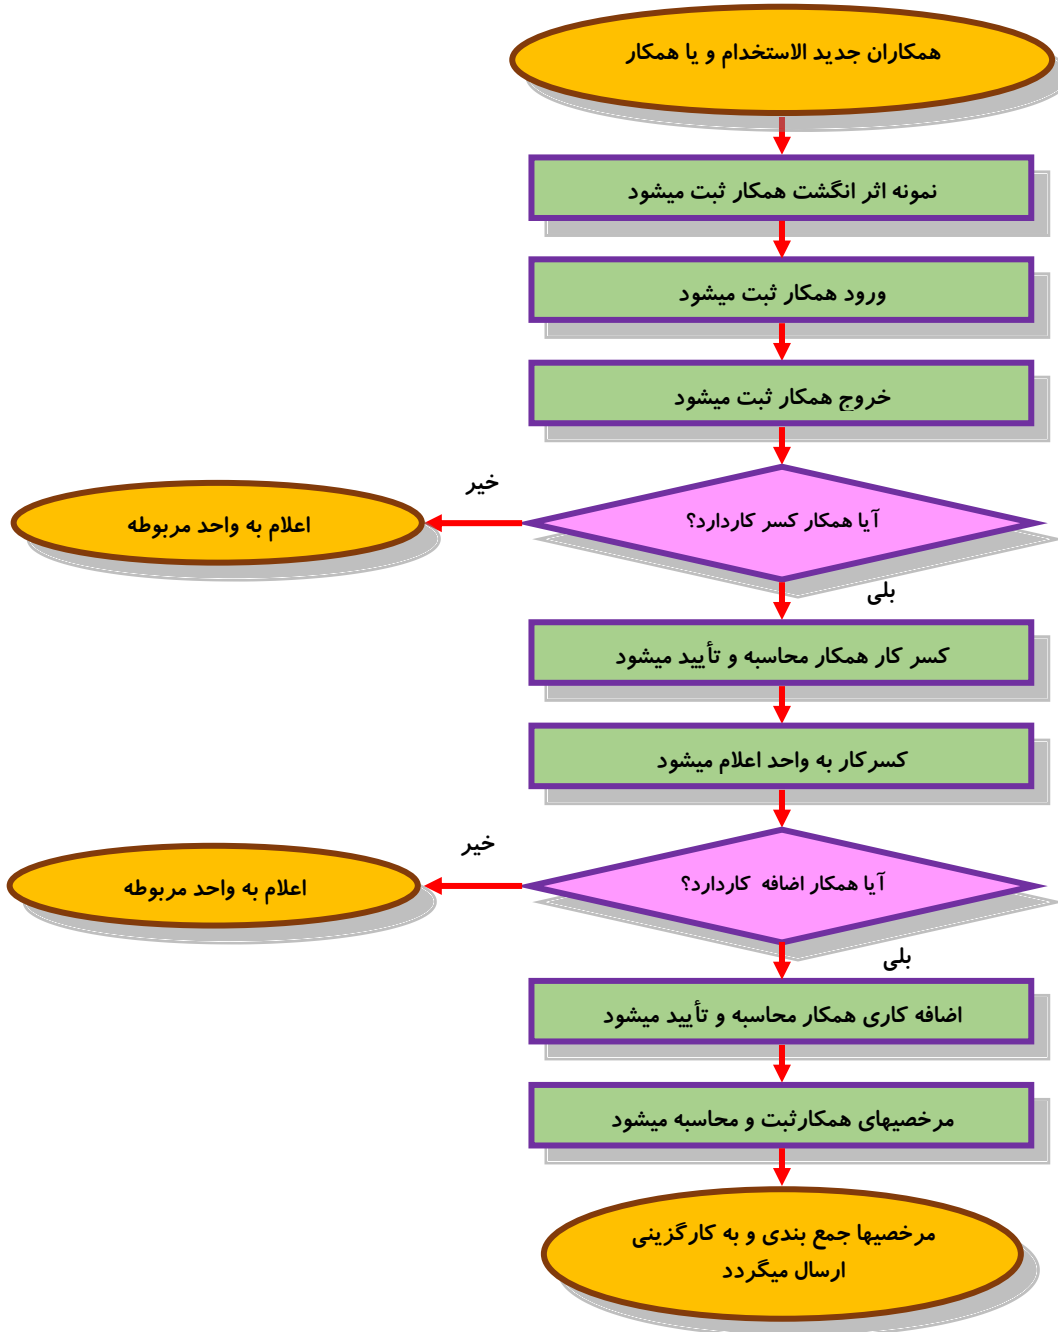 همکاران جدید الاستخدام و یا همکار
نمونه اثر انگشت همکار ثبت میشود
ورود همکار ثبت میشود
خروج همکار ثبت میشود
آیا همکار کسر کاردارد؟
خیر
اعلام به واحد مربوطه
بلی
کسر کار همکار محاسبه و تأیید میشود
کسرکار به واحد اعلام میشود
آیا همکار اضافه کاردارد؟
خیر
اعلام به واحد مربوطه
بلی
اضافه کاری همکار محاسبه و تأیید میشود
مرخصیهای همکارثبت و محاسبه میشود
مرخصیها جمع بندی و به کارگزینی
ارسال میگردد